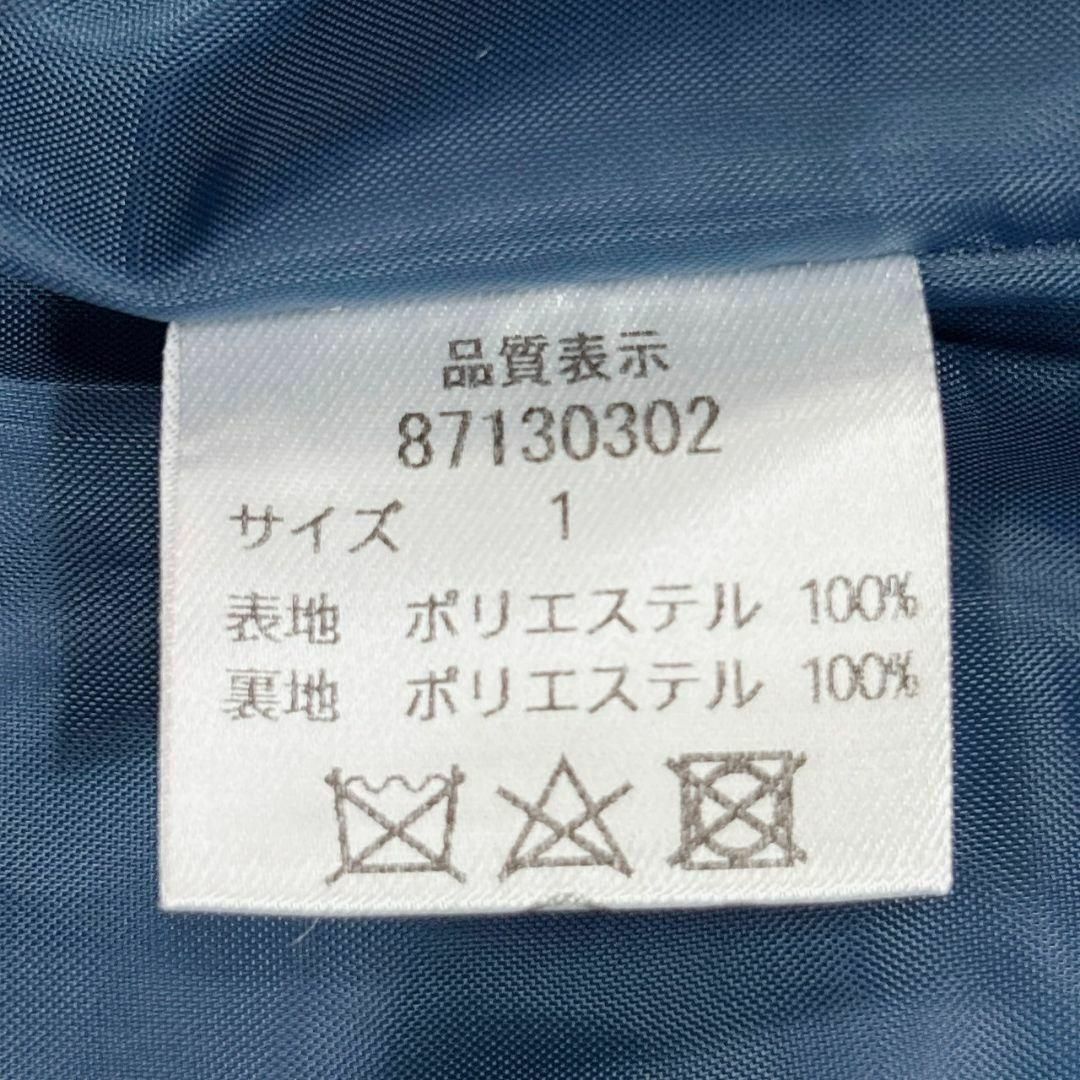 品質表示
87130302
サイズ 1
表地 ポリエステル 100%
裏地 ポリエステル 100%